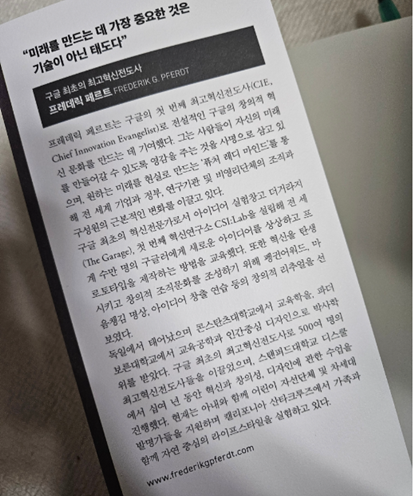 “미래를 만드는 데 가장 중요한 것은
기술이 아닌 태도다”
구글 최초의 최고혁신전도사
프레데릭 페르트 FREDERIK G. PFERDT
프레데릭 페르트는 구글의 첫 번째 최고혁신전도사(CIE,
Chief Innovation Evangelist)로 전설적인 구글의 창의적 혁
신 문화를 만드는 데 기여했다. 그는 사람들이 자신의 미래
를 만들어갈 수 있도록 영감을 주는 것을 사명으로 삼고 있
으며, 원하는 미래를 현실로 만드는 '퓨처 레디 마인드'를 통
해 전 세계 기업과 정부, 연구기관 및 비영리단체의 조직과
구성원의 근본적인 변화를 이끌고 있다.
구글 최초의 혁신전문가로서 아이디어 실험창고 더거라지
(The Garage), 첫 번째 혁신연구소 CSI:Lab을 설립해 전 세
계 수만 명의 구글러에게 새로운 아이디어를 상상하고 프
로토타입을 제작하는 방법을 교육했다. 또한 혁신을 탄생
시키고 창의적 조직문화를 조성하기 위해 펭귄어워드, 마
음챙김 명상, 아이디어 창출 연습 등의 창의적 리추얼을 선
보였다.
독일에서 태어났으며 콘스탄츠대학교에서 교육학을, 파더
보른대학교에서 교육공학과 인간중심 디자인으로 박사학
위를 받았다. 구글 최초의 최고혁신전도사로 500여 명의
최고혁신전도사들을 이끌었으며, 스탠퍼드대학교 디스쿨
에서 십여 년 동안 혁신과 창의성, 디자인에 관한 수업을
진행했다. 현재는 아내와 함께 어린이 자선단체 및 차세대
발명가들을 지원하며 캘리포니아 산타크루즈에서 가족과
함께 자연 중심의 라이프스타일을 실험하고 있다.
www.frederikgpferdt.com